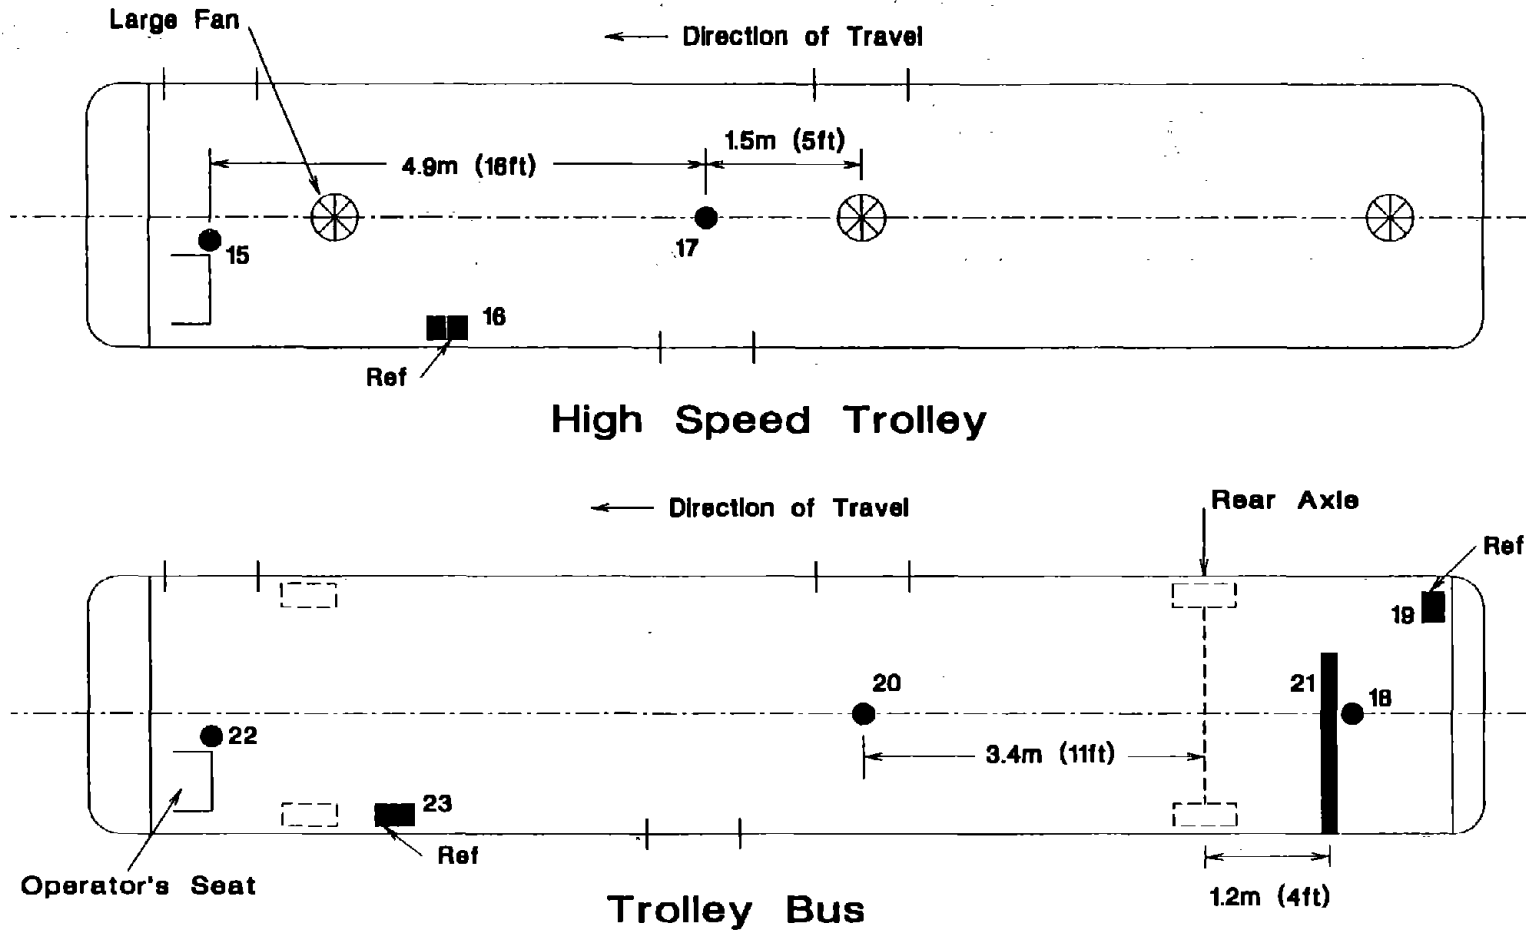 Large Fan
Direction of Travel
1.5m (5ft)
4.9m (16ft)
15
17
16
Ref
High Speed Trolley
Direction of Travel
Rear Axle
Ref
19
20
21
18
22
3.4m (11ft)
23
Ref
Operator's Seat
1.2m (4ft)
Trolley Bus